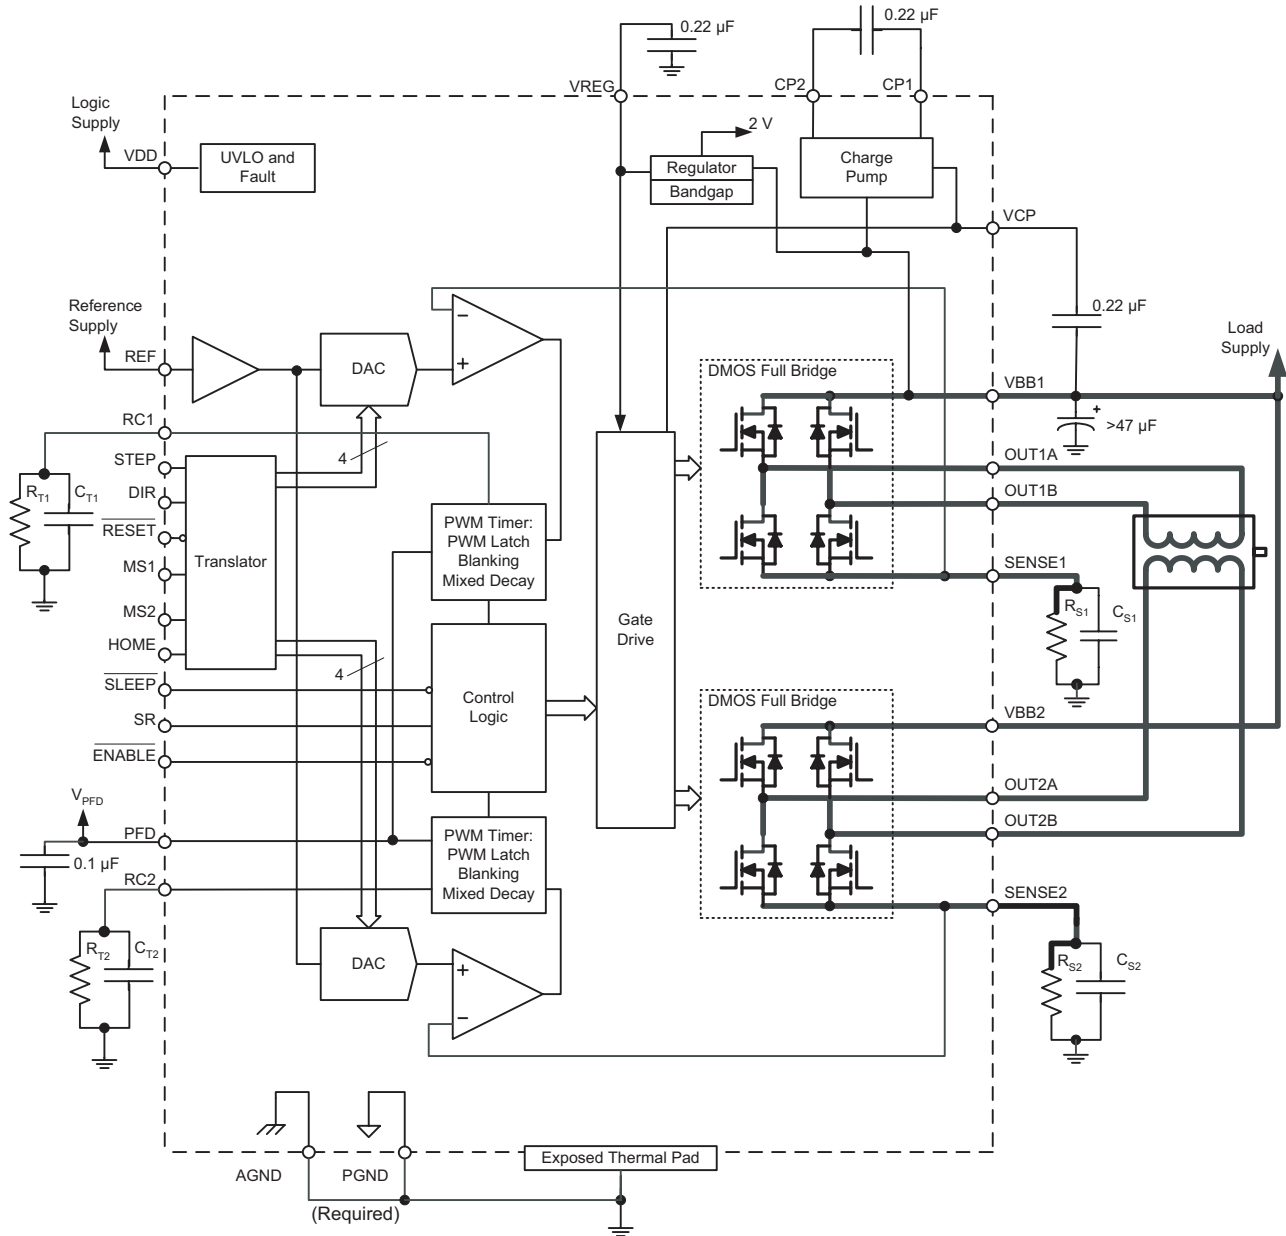 0.22 µF
0.22 µF
VREG
CP2
CP1
Logic
Supply
VDD
UVLO and
Fault
2 V
Regulator
Bandgap
Charge
Pump
VCP
0.22 µF
Reference
Supply
REF
DAC
−
+
Load
Supply
DMOS Full Bridge
VBB1
+
>47 µF
RC1
4
STEP
OUT1A
DIR
OUT1B
RT1
CT1
RESET
MS1
MS2
HOME
Translator
PWM Timer:
PWM Latch
Blanking
Mixed Decay
SENSE1
RS1
CS1
Gate
Drive
4
SLEEP
SR
ENABLE
Control
Logic
DMOS Full Bridge
VBB2
OUT2A
OUT2B
VPFD
PFD
0.1 µF
RC2
PWM Timer:
PWM Latch
Blanking
Mixed Decay
SENSE2
RT2
CT2
DAC
+
−
RS2
CS2
Exposed Thermal Pad
AGND
PGND
(Required)